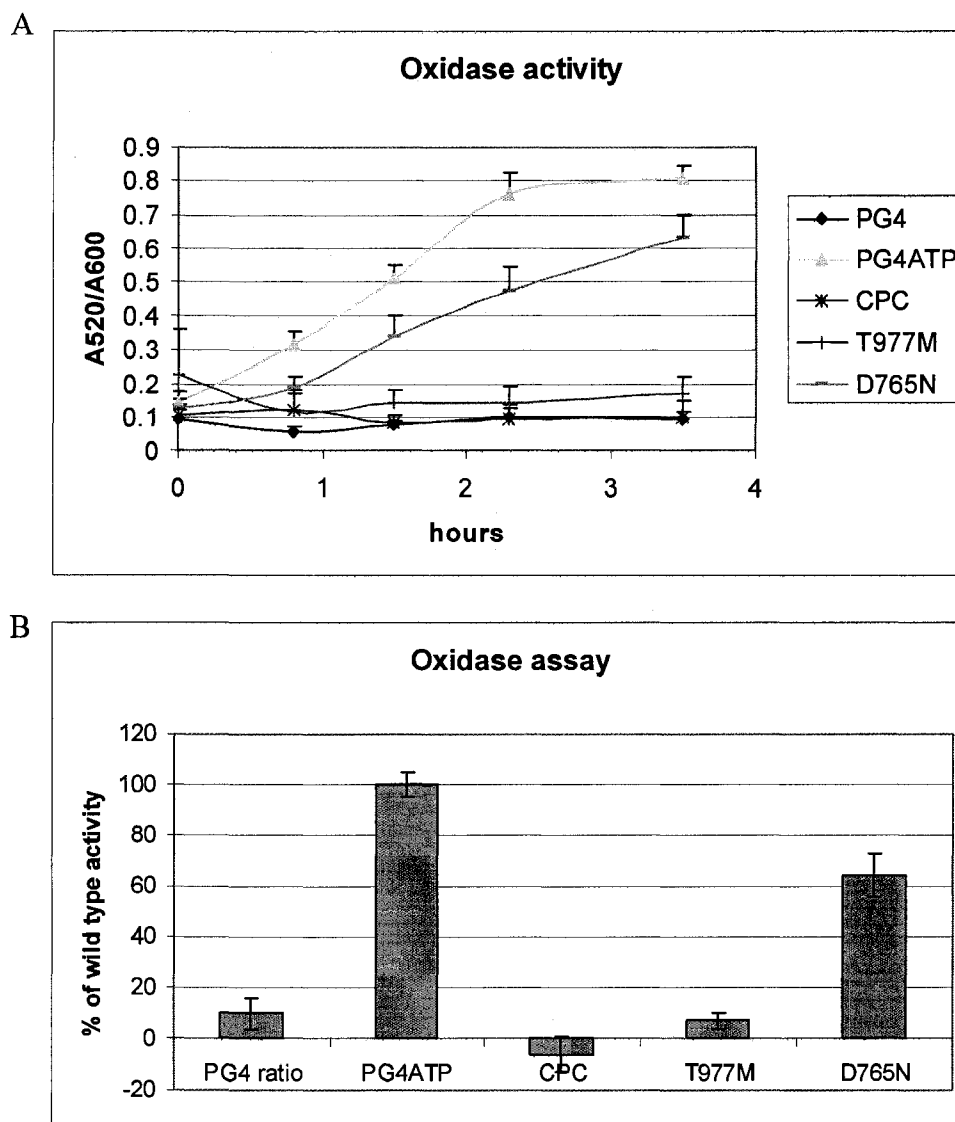 A
Oxidase activity
0.9
0.8
0.7
0.6
0.5
0.4
0.3
0.2
0.1
0
A520/A600
0 1 2 3 4
hours
PG4
PG4ATP
CPC
T977M
D765N
B
Oxidase assay
120
100
80
60
40
20
0
-20
% of wild type activity
PG4 ratio PG4ATP CPC T977M D765N